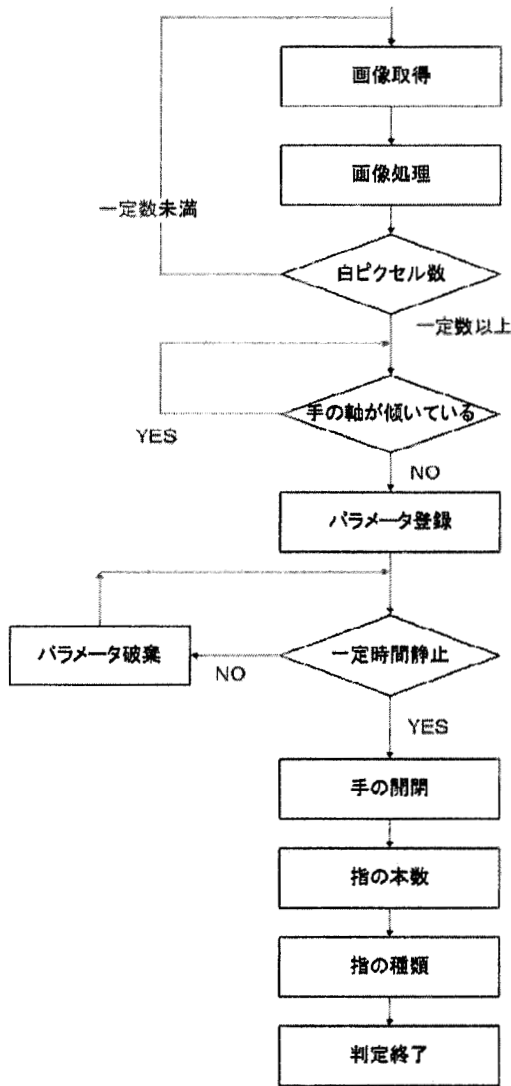 画像取得
画像処理
一定数未満
白ピクセル数
一定数以上
手の軸が傾いている
YES
NO
パラメータ登録
パラメータ破棄
一定時間静止
NO
YES
手の開閉
指の本数
指の種類
判定終了